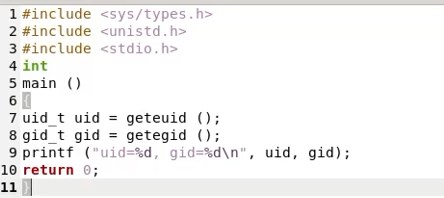 1 #include <sys/types.h>
2 #include <unistd.h>
3 #include <stdio.h>
4 int
5 main ()
6 {
7 uid_t uid = geteuid ();
8 gid_t gid = getegid ();
9 printf ("uid=%d, gid=%d\n", uid, gid);
10 return 0;
11 }